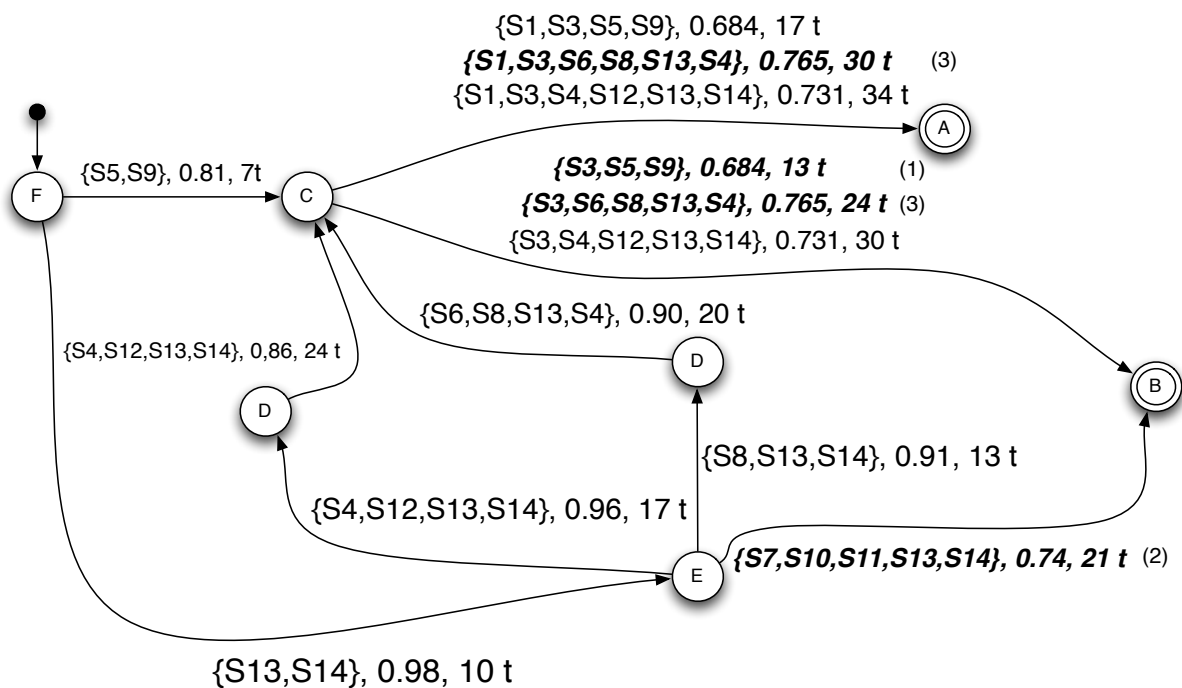 {S1,S3,S5,S9}, 0.684, 17 t
{S1,S3,S6,S8,S13,S4}, 0.765, 30 t (3)
{S1,S3,S4,S12,S13,S14}, 0.731, 34 t
A
{S3,S5,S9}, 0.684, 13 t (1)
{S5,S9}, 0.81, 7t
F
C
{S3,S6,S8,S13,S4}, 0.765, 24 t (3)
{S3,S4,S12,S13,S14}, 0.731, 30 t
{S6,S8,S13,S4}, 0.90, 20 t
{S4,S12,S13,S14}, 0,86, 24 t
D
B
D
{S8,S13,S14}, 0.91, 13 t
{S4,S12,S13,S14}, 0.96, 17 t
{S7,S10,S11,S13,S14}, 0.74, 21 t (2)
E
{S13,S14}, 0.98, 10 t